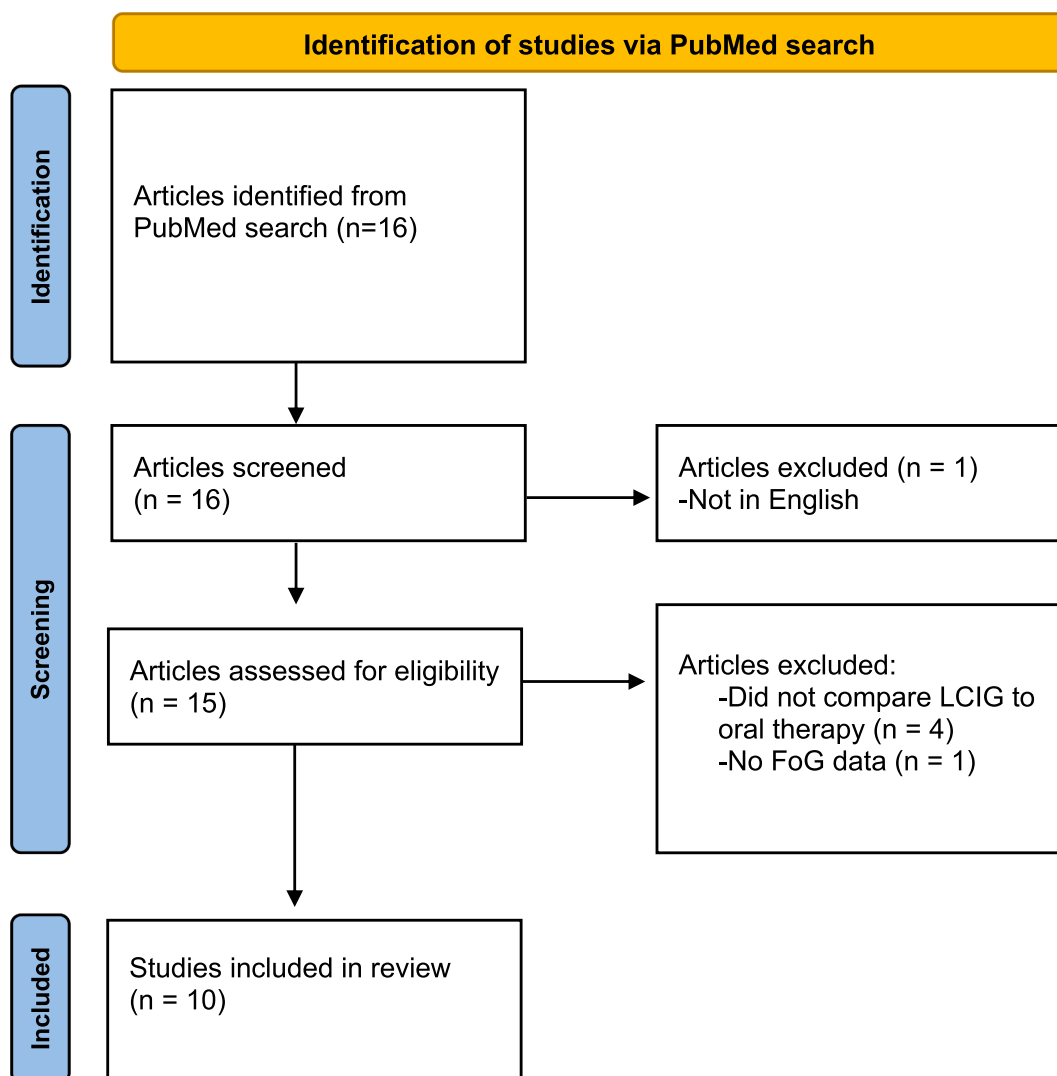 Identification of studies via PubMed search
Identification
Articles identified from
PubMed search (n=16)
Screening
Articles screened
(n = 16)
Articles excluded (n = 1)
-Not in English
Articles assessed for eligibility
(n = 15)
Articles excluded:
-Did not compare LCIG to
oral therapy (n = 4)
-No FoG data (n = 1)
Included
Studies included in review
(n = 10)